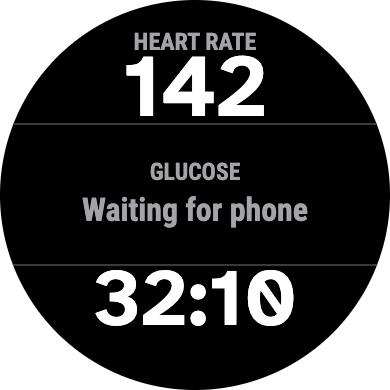 HEART RATE
142
GLUCOSE
Waiting for phone
32:10